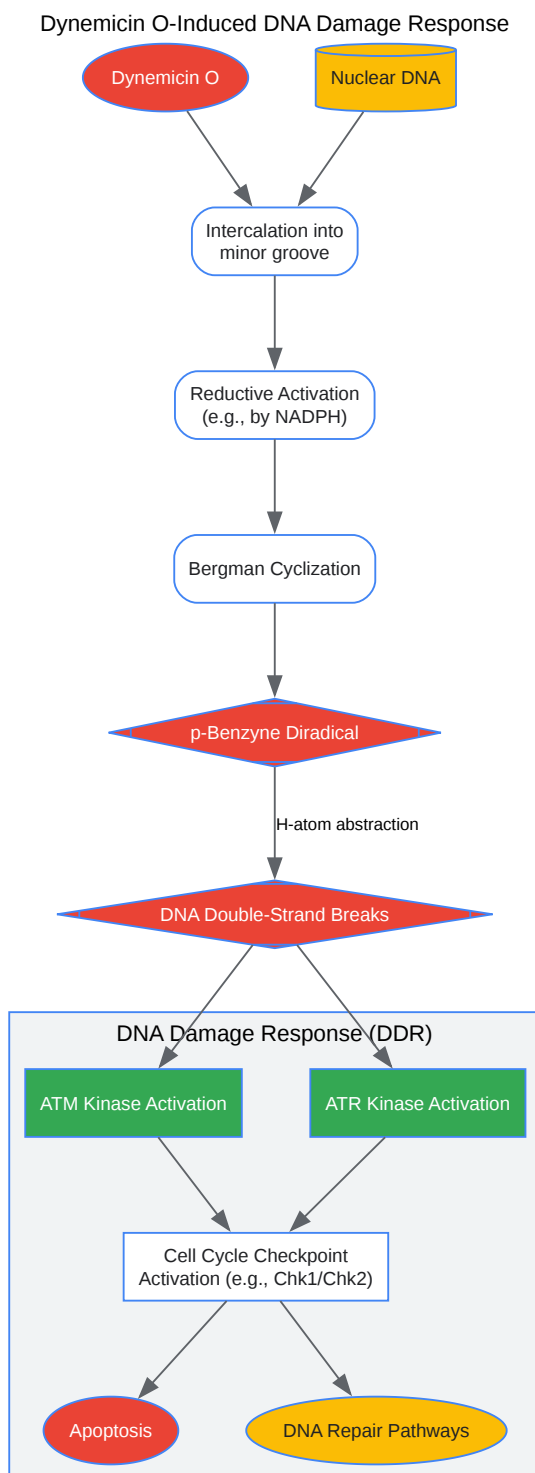 Dynemicin O-Induced DNA Damage Response
Dynemicin O
Nuclear DNA
Intercalation into
minor groove
Reductive Activation
(e.g., by NADPH)
Bergman Cyclization
p-Benzyne Diradical
H-atom abstraction
DNA Double-Strand Breaks
DNA Damage Response (DDR)
ATM Kinase Activation
ATR Kinase Activation
Cell Cycle Checkpoint
Activation (e.g., Chk1/Chk2)
Apoptosis
DNA Repair Pathways